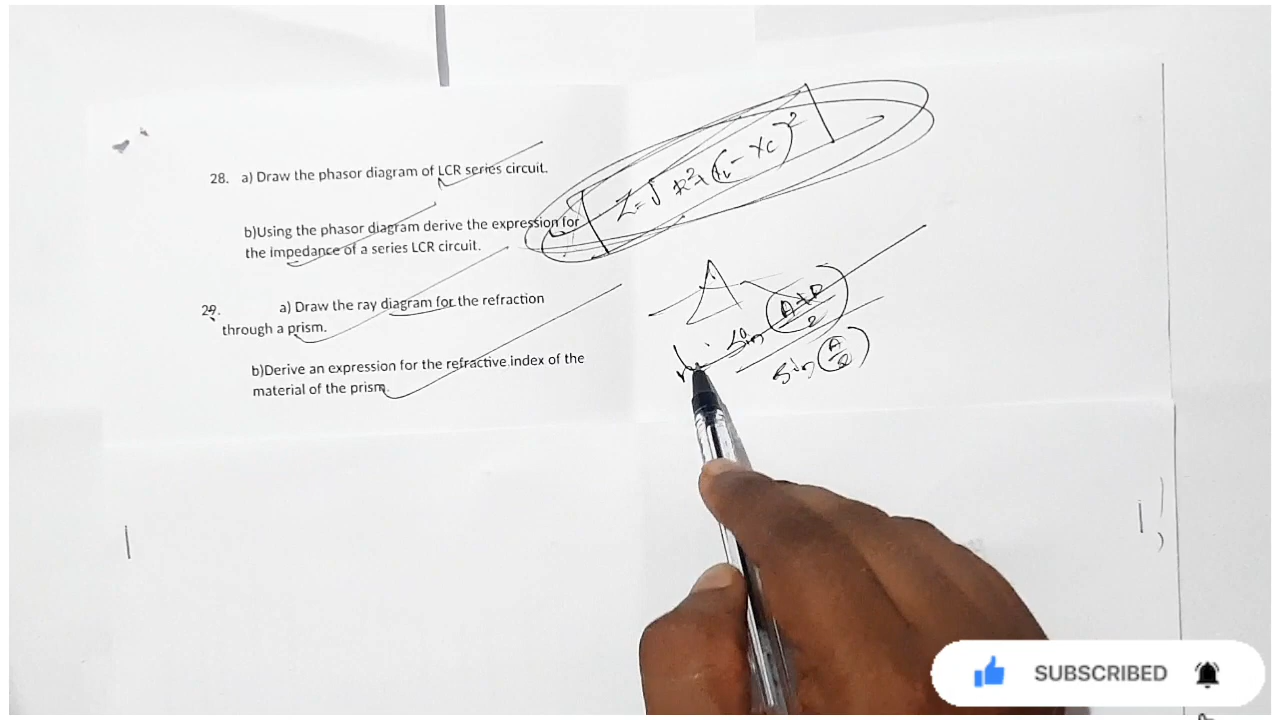 28. a) Draw the phasor diagram of LCR series circuit.
b)Using the phasor diagram derive the expression for
the impedance of a series LCR circuit.
29. a) Draw the ray diagram for the refraction
through a prism.
b)Derive an expression for the refractive index of the
material of the prism.
Z=√R²+(XL-XC)²
sin(A+D/2)
sin(A/2)
SUBSCRIBED